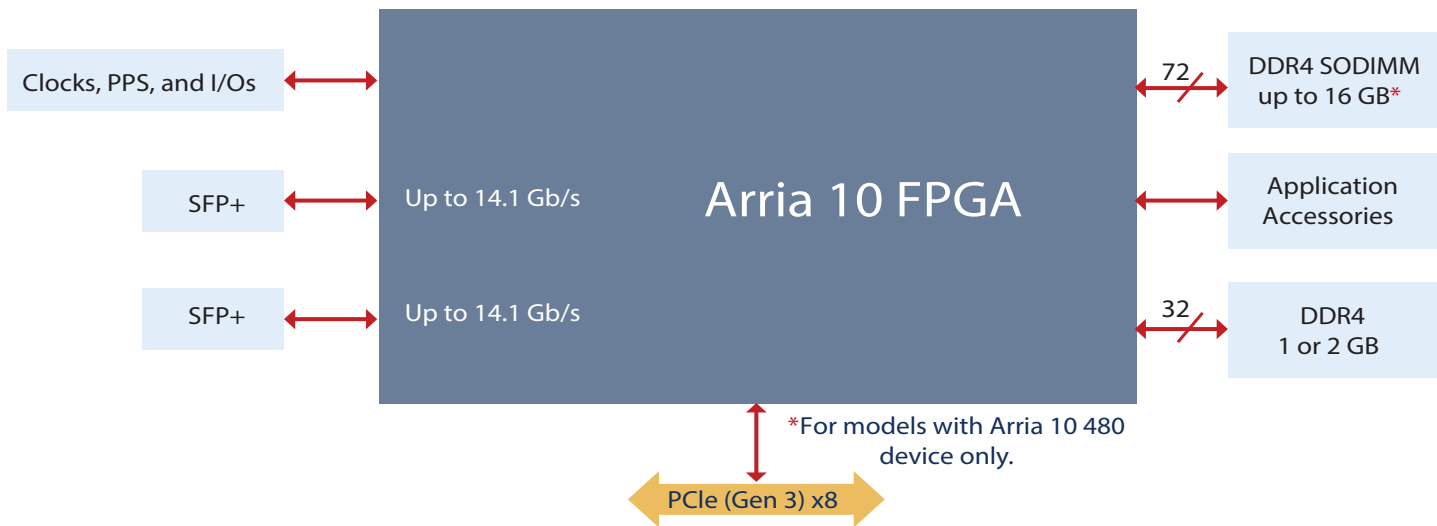 Clocks, PPS, and I/Os
SFP+
SFP+
Up to 14.1 Gb/s
Up to 14.1 Gb/s
Arria 10 FPGA
72
DDR4 SODIMM
up to 16 GB*
Application
Accessories
32
DDR4
1 or 2 GB
*For models with Arria 10 480
device only.
PCIe (Gen 3) x8